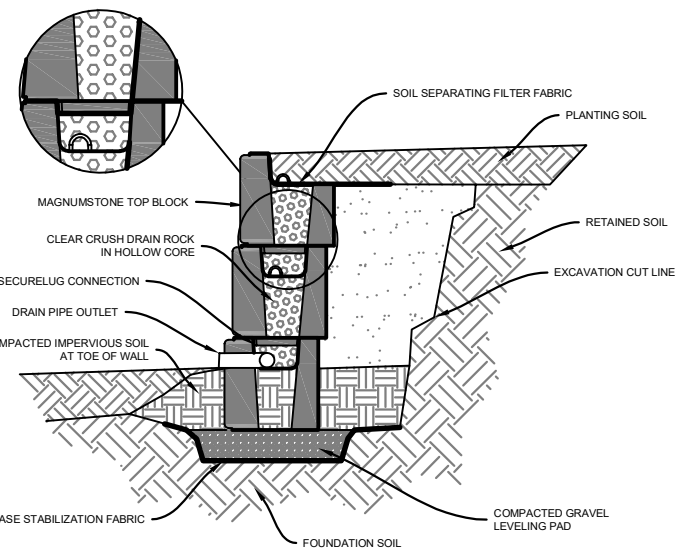 SOIL SEPARATING FILTER FABRIC
PLANTING SOIL
MAGNUMSTONE TOP BLOCK
RETAINED SOIL
CLEAR CRUSH DRAIN ROCK
IN HOLLOW CORE
EXCAVATION CUT LINE
SECURELUG CONNECTION
DRAIN PIPE OUTLET
MPACTED IMPERVIOUS SOIL
AT TOE OF WALL
ASE STABILIZATION FABRIC
COMPACTED GRAVEL
LEVELING PAD
FOUNDATION SOIL